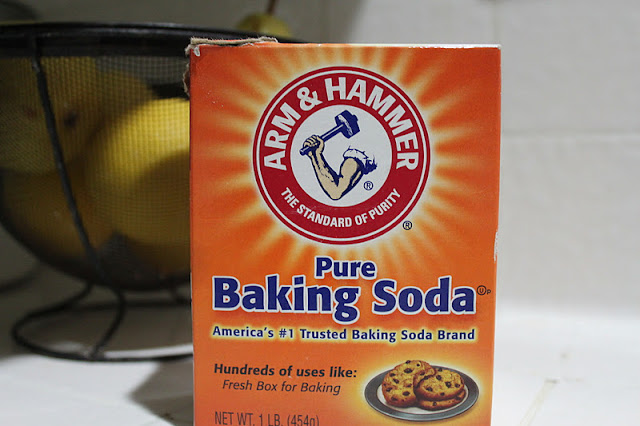 ARM & HAMMER
®
THE STANDARD OF PURITY
®
Pure
Baking Soda ⓊP
America's #1 Trusted Baking Soda Brand
Hundreds of uses like:
Fresh Box for Baking
NET WT. 1 LB. (454g)